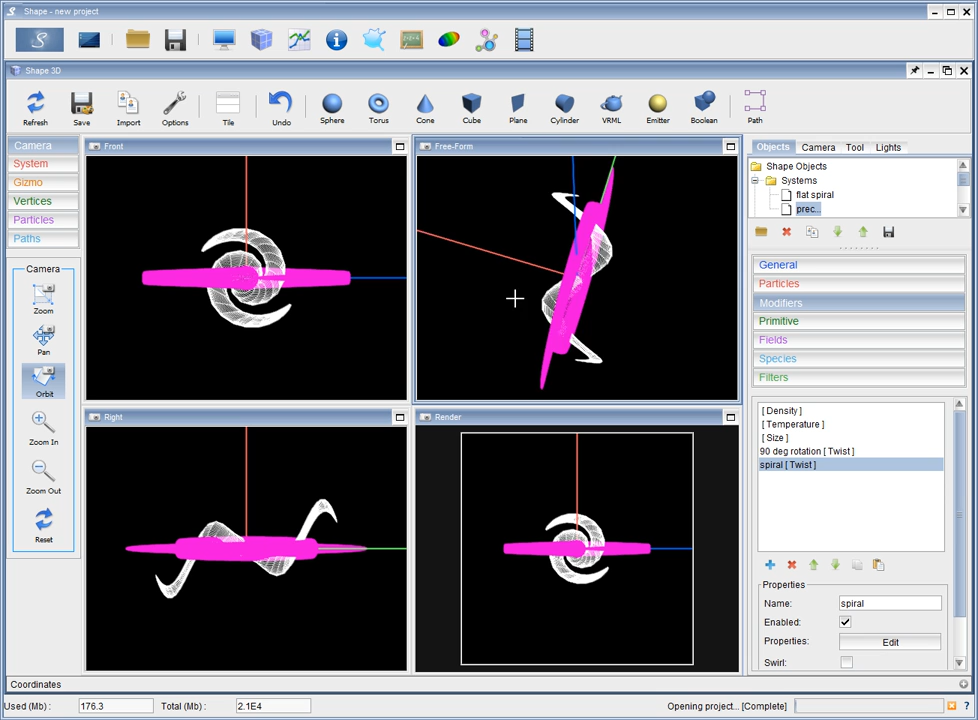 Shape - new project
Shape 3D
Refresh
Save
Import
Options
Tile
Undo
Sphere
Torus
Cone
Cube
Plane
Cylinder
VRML
Emitter
Boolean
Path
Camera
System
Gizmo
Vertices
Particles
Paths
Camera
Zoom
Pan
Orbit
Zoom In
Zoom Out
Reset
Front
Free-Form
Right
Render
Objects Camera Tool Lights
Shape Objects
Systems
flat spiral
prec...
General
Particles
Modifiers
Primitive
Fields
Species
Filters
[ Density ]
[ Temperature ]
[ Size ]
90 deg rotation [ Twist ]
spiral [ Twist ]
Properties
Name: spiral
Enabled:
Properties: Edit
Swirl:
Coordinates
Used (Mb) : 176.3 Total (Mb) : 2.1E4 Opening project... [Complete] ?